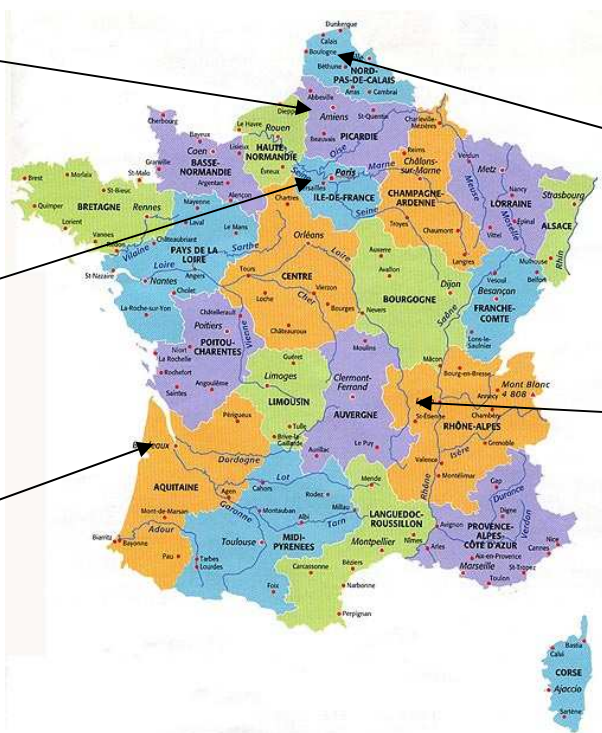 Dunkerque
Calais
Boulogne
Béthune
NORD-
PAS-DE-CALAIS
Arras
Cambrai
Abbeville
Dieppe
Amiens
St-Quentin
Charleville-
Mézières
Cherbourg
Le Havre
Rouen
Beauvais
PICARDIE
Oise
Bayeux
Caen
Lisieux
HAUTE-
NORMANDIE
Reims
Verdun
Metz
Granville
BASSE-
NORMANDIE
Évreux
Seine
Paris
Marne
Châlons-
sur-Marne
Meuse
Nancy
Strasbourg
Brest
Morlaix
St-Malo
Argentan
Alençon
ILE-DE-FRANCE
CHAMPAGNE-
ARDENNE
LORRAINE
Moselle
St-Brieuc
Mayenne
Chartres
Seine
Troyes
Epinal
ALSACE
Quimper
BRETAGNE
Rennes
Laval
Chaumont
Vittel
Rhin
Lorient
Le Mans
Orléans
Vannes
Redon
Châteaubriant
Sarthe
Loire
Auxerre
Langres
Mulhouse
Vilaine
PAYS DE LA
LOIRE
Avallon
Vesoul
Belfort
St Nazaire
Loire
Angers
Tours
CENTRE
Dijon
Besançon
Nantes
Cholet
Loche
Cher
Vierzon
Bourges
BOURGOGNE
Saône
FRANCHE-
COMTE
La-Roche-sur-Yon
Châtellerault
Nevers
Châteauroux
Lons-le-
Saulnier
Poitiers
Vienne
Moulins
POITOU-
CHARENTES
Mâcon
Niort
La Rochelle
Guéret
Bourg-en-Bresse
Rochefort
Limoges
Clermont-
Ferrand
Annecy
Mont Blanc
4 808
Saintes
Angoulême
LIMOUSIN
Chambéry
AUVERGNE
St-Étienne
RHÔNE-ALPES
Périgueux
Tulle
Brive-la-
Gaillarde
Le Puy
Isère
Grenoble
Dordogne
Aurillac
Valence
Lot
Mende
Montélimar
AQUITAINE
Agen
Cahors
Rodez
Rhône
Gap
Durance
Mont-de-Marsan
Garonne
Montauban
Millau
LANGUEDOC-
ROUSSILLON
Digne
Adour
Albi
Tarn
Avignon
PROVENCE-
ALPES-
CÔTE D'AZUR
Verdon
Biarritz
Bayonne
Toulouse
MIDI-
PYRENEES
Montpellier
Nîmes
Nice
Pau
Tarbes
Lourdes
Arles
Aix-en-Provence
Cannes
Béziers
Marseille
St-Tropez
Foix
Carcassonne
Toulon
Narbonne
Perpignan
Bastia
Calvi
CORSE
Ajaccio
Sartène